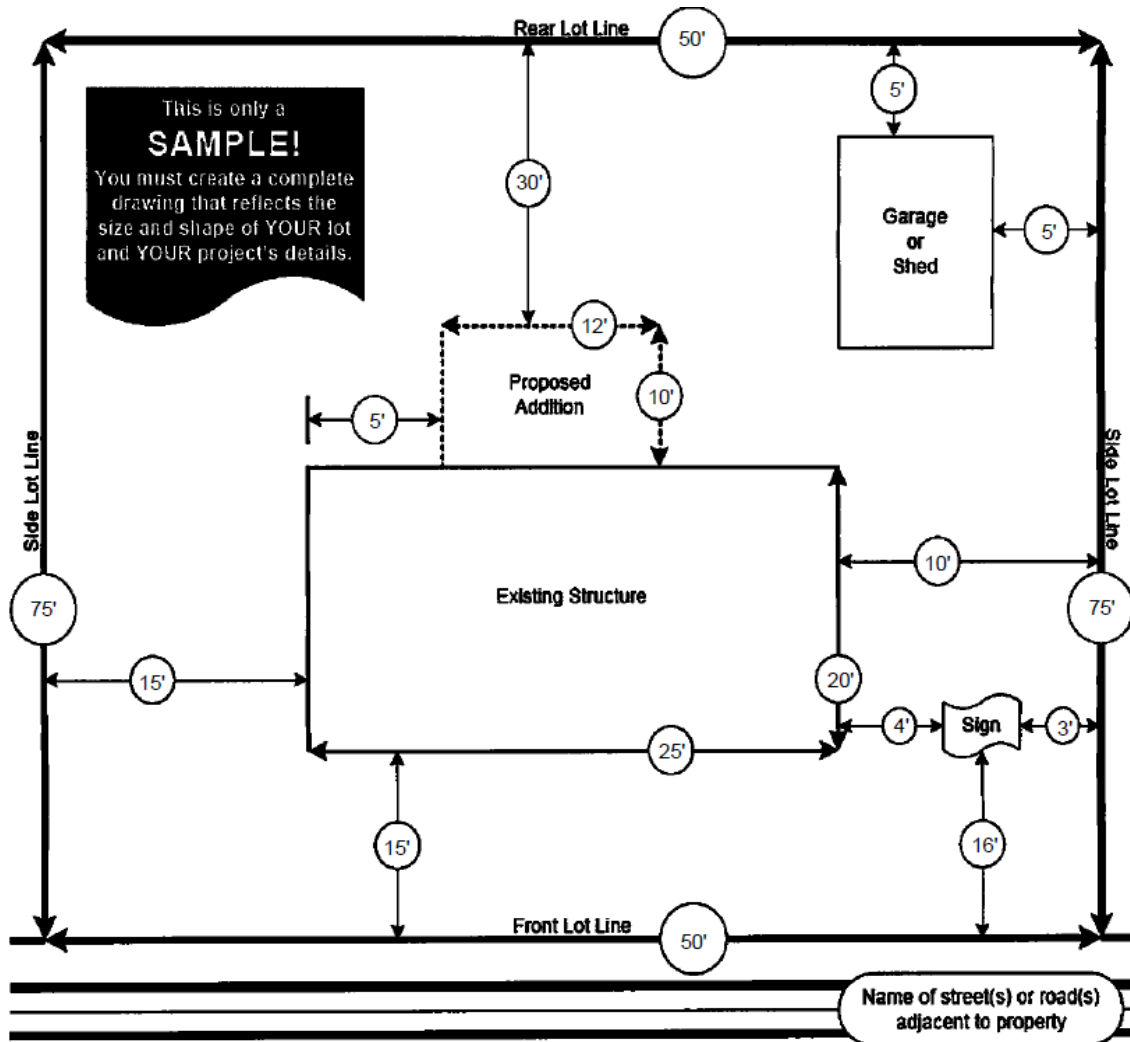 Rear Lot Line
50'
This is only a
SAMPLE!
You must create a complete
drawing that reflects the
size and shape of YOUR lot
and YOUR project's details.
5'
30'
Garage
or
Shed
5'
12'
Proposed
Addition
10'
5'
Side Lot Line
Side Lot Line
10'
Existing Structure
75'
75'
15'
20'
4'
Sign
3'
25'
15'
16'
Front Lot Line
50'
Name of street(s) or road(s)
adjacent to property